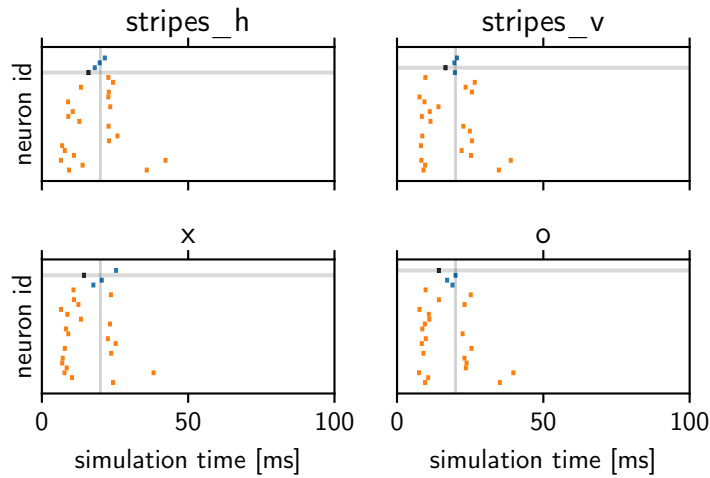 stripes_h
stripes_v
neuron id
x
o
neuron id
0
50
100
0
50
100
simulation time [ms]
simulation time [ms]